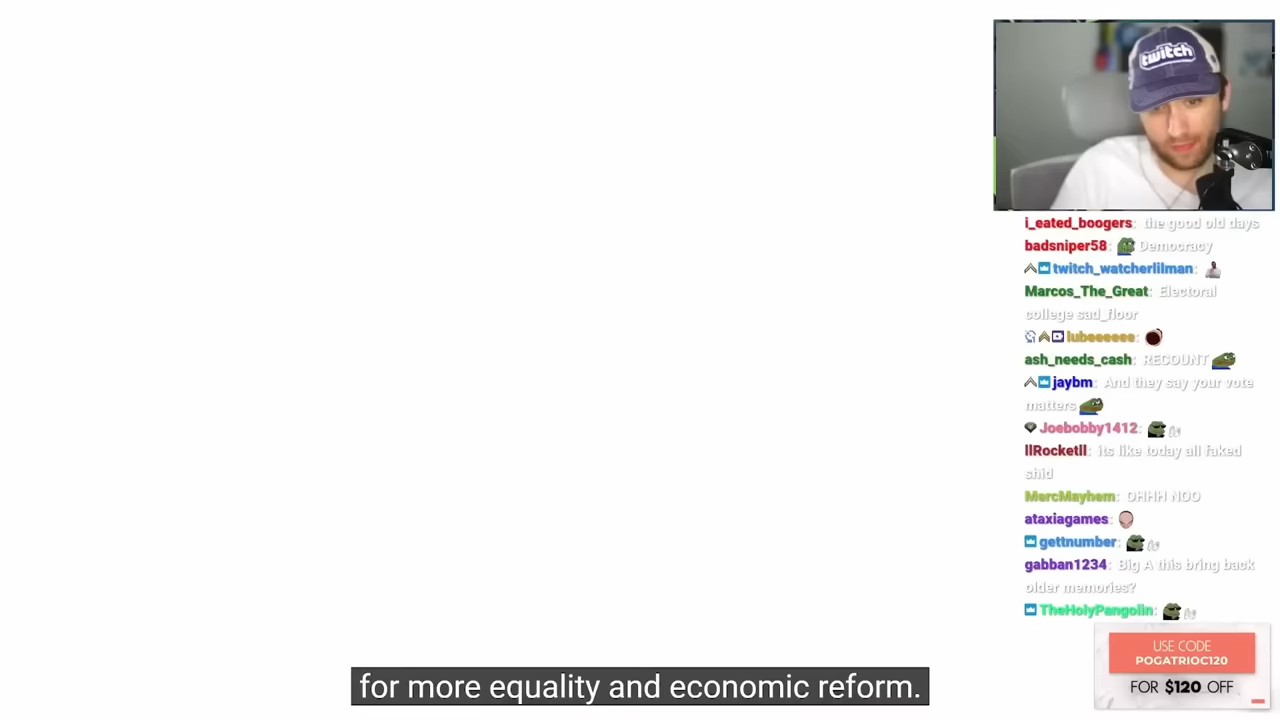 twitch
i_eated_boogers: the good old days
badsniper58: Democracy
twitch_watcherlilman:
Marcos_The_Great: Electoral
college sad_floor
lubeeeeee:
ash_needs_cash: RECOUNT
jaybm: And they say your vote
matters
Joebobby1412:
llRocketll: its like today all faked
shid
MarcMayhem: OHHH NOO
ataxiagames:
gettnumber:
gabban1234: Big A this bring back
older memories?
TheHolyPangolin:
USE CODE
POGATRIOC120
FOR $120 OFF
for more equality and economic reform.